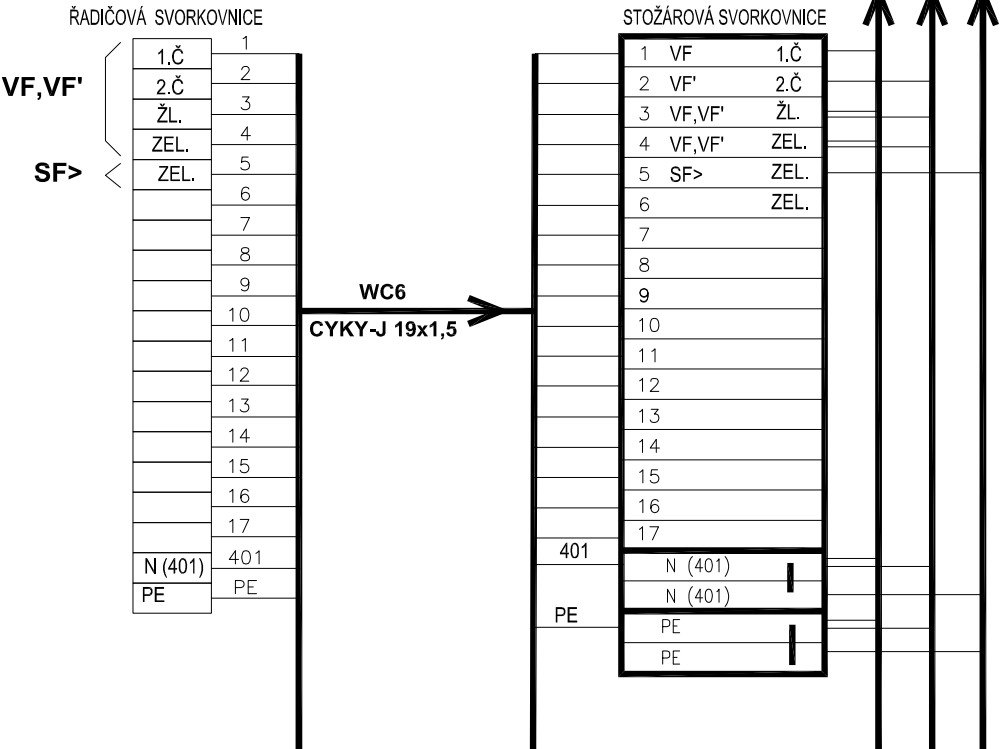 ŘADIČOVÁ SVORKOVNICE
VF,VF'
SF>
1.Č 1
2.Č 2
ŽL. 3
ZEL. 4
ZEL. 5
6
7
8
9
10
11
12
13
14
15
16
17
N (401) 401
PE PE
WC6
CYKY-J 19x1,5
STOŽÁROVÁ SVORKOVNICE
1 VF 1.Č
2 VF' 2.Č
3 VF,VF' ŽL.
4 VF,VF' ZEL.
5 SF> ZEL.
6 ZEL.
7
8
9
10
11
12
13
14
15
16
17
401 N (401)
N (401)
PE PE
PE